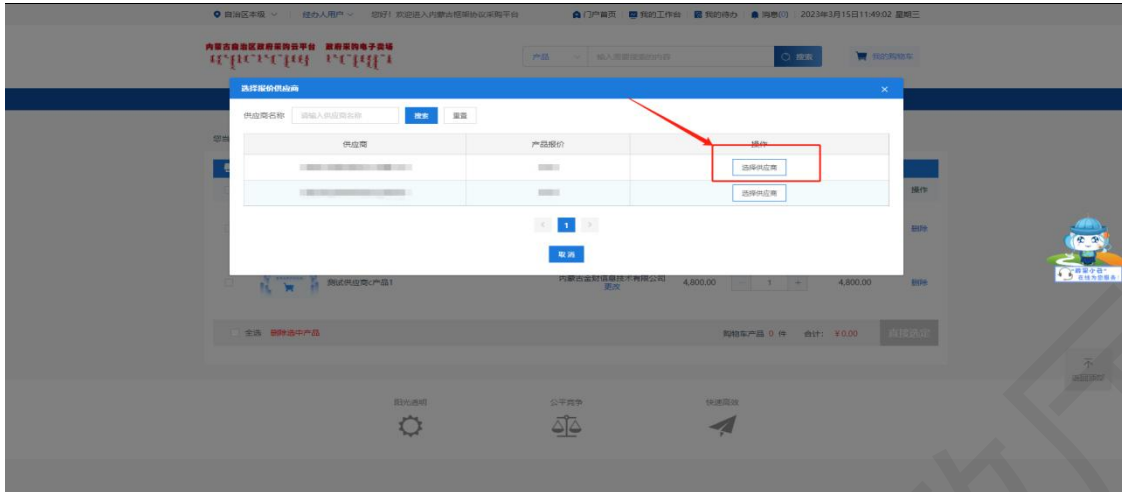 自治区本级 经办人用户 您好！欢迎进入内蒙古框架协议采购平台 门户首页 我的工作台 我的待办 消息(0) 2023年3月15日11:49:02 星期三
内蒙古自治区政府采购云平台 政府采购电子卖场
产品 搜索 我的购物车
选择报价供应商 ×
供应商名称 请输入供应商名称 搜索 重置
供应商 产品报价 操作
选择供应商
选择供应商
操作
< 1 >
删除
取消
测试供应商c产品1 内蒙古金财信息技术有限公司 4,800.00 - 1 + 4,800.00 删除
更改
全选 删除选中产品 购物车产品 0 件 合计： ￥0.00 直接选定
阳光透明 公平竞争 快速高效